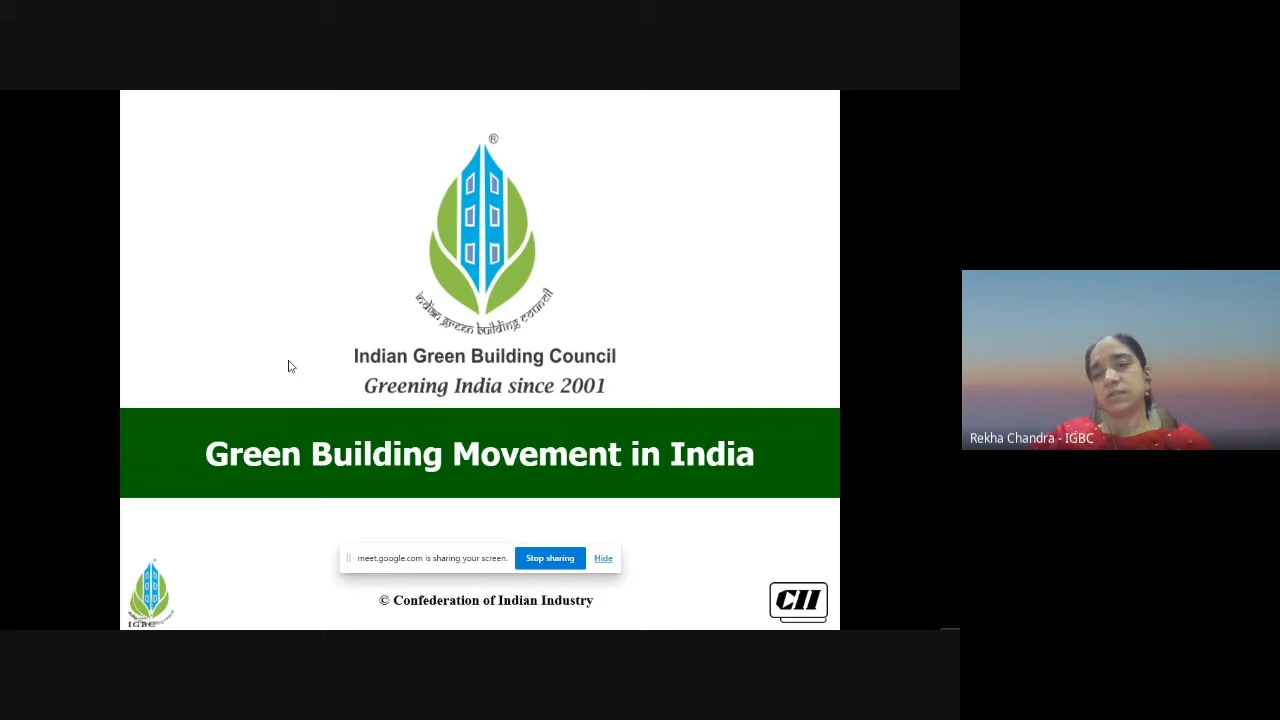 ®
indian green building council
Indian Green Building Council
Greening India since 2001
Green Building Movement in India
meet.google.com is sharing your screen.
Stop sharing
Hide
© Confederation of Indian Industry
IGBC
CII
Rekha Chandra - IGBC